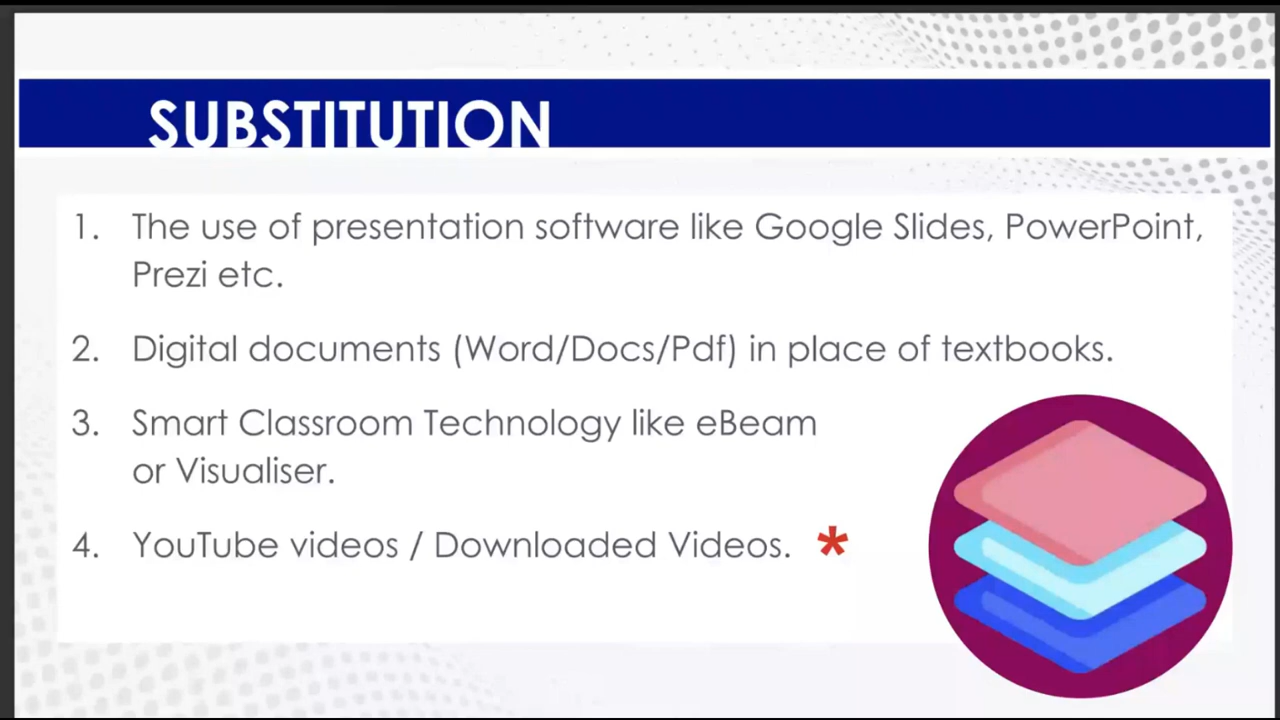 SUBSTITUTION
1. The use of presentation software like Google Slides, PowerPoint,
Prezi etc.
2. Digital documents (Word/Docs/Pdf) in place of textbooks.
3. Smart Classroom Technology like eBeam
or Visualiser.
4. YouTube videos / Downloaded Videos. *